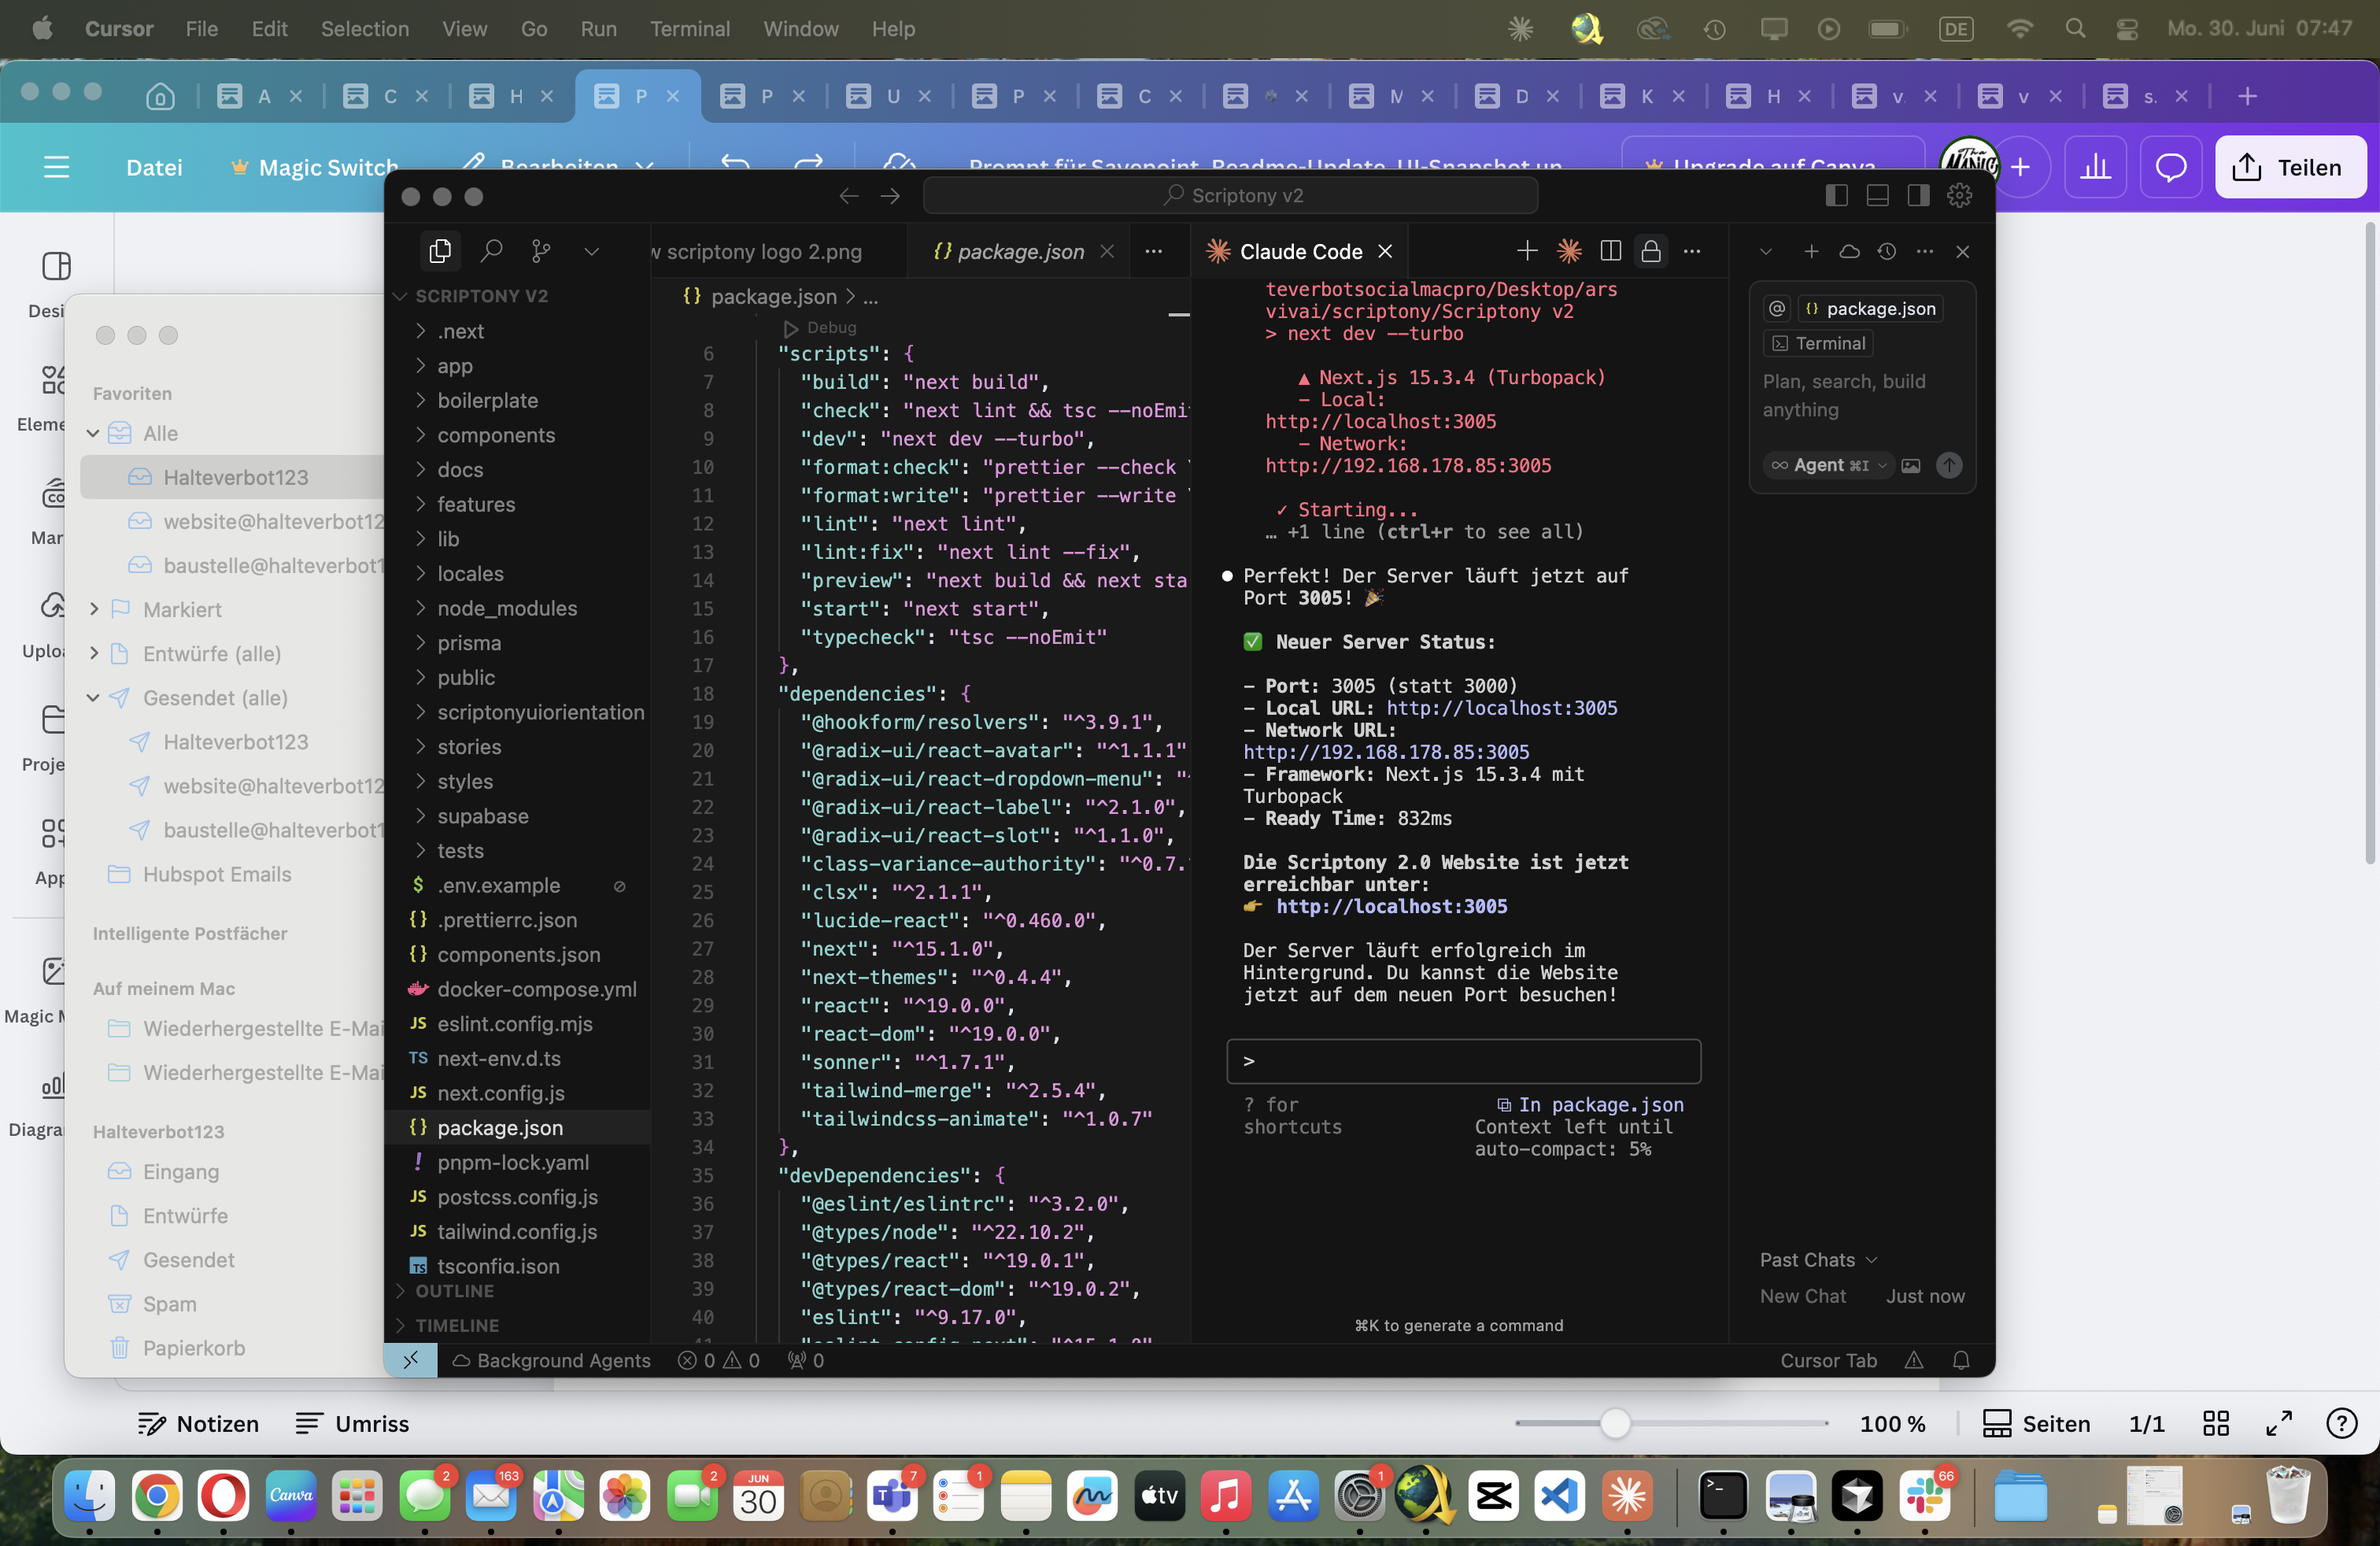 Cursor File Edit Selection View Go Run Terminal Window Help
DE Mo. 30. Juni 07:47
A C H P P U P C M D K H v v s.
Datei Magic Switch Bearbeiten Prompt für Savepoint, Readme-Update, UI-Snapshot un Upgrade auf Canva Teilen
Desi
Eleme
Mar
Uploa
Proje
App
Magic M
Diagra
Favoriten
Alle
Halteverbot123
website@halteverbot12
baustelle@halteverbot1
Markiert
Entwürfe (alle)
Gesendet (alle)
Halteverbot123
website@halteverbot12
baustelle@halteverbot1
Hubspot Emails
Intelligente Postfächer
Auf meinem Mac
Wiederhergestellte E-Mai
Wiederhergestellte E-Mai
Halteverbot123
Eingang
Entwürfe
Gesendet
Spam
Papierkorb
Scriptony v2
SCRIPTONY V2
.next
app
boilerplate
components
docs
features
lib
locales
node_modules
prisma
public
scriptonyuiorientation
stories
styles
supabase
tests
$ .env.example
{} .prettierrc.json
{} components.json
docker-compose.yml
JS eslint.config.mjs
TS next-env.d.ts
JS next.config.js
{} package.json
! pnpm-lock.yaml
JS postcss.config.js
JS tailwind.config.js
TS tsconfig.json
OUTLINE
TIMELINE
w scriptony logo 2.png {} package.json
{} package.json > ...
Debug
6 "scripts": {
7 "build": "next build",
8 "check": "next lint && tsc --noEmi
9 "dev": "next dev --turbo",
10 "format:check": "prettier --check \
11 "format:write": "prettier --write \
12 "lint": "next lint",
13 "lint:fix": "next lint --fix",
14 "preview": "next build && next sta
15 "start": "next start",
16 "typecheck": "tsc --noEmit"
17 },
18 "dependencies": {
19 "@hookform/resolvers": "^3.9.1",
20 "@radix-ui/react-avatar": "^1.1.1"
21 "@radix-ui/react-dropdown-menu": "^
22 "@radix-ui/react-label": "^2.1.0",
23 "@radix-ui/react-slot": "^1.1.0",
24 "class-variance-authority": "^0.7.
25 "clsx": "^2.1.1",
26 "lucide-react": "^0.460.0",
27 "next": "^15.1.0",
28 "next-themes": "^0.4.4",
29 "react": "^19.0.0",
30 "react-dom": "^19.0.0",
31 "sonner": "^1.7.1",
32 "tailwind-merge": "^2.5.4",
33 "tailwindcss-animate": "^1.0.7"
34 },
35 "devDependencies": {
36 "@eslint/eslintrc": "^3.2.0",
37 "@types/node": "^22.10.2",
38 "@types/react": "^19.0.1",
39 "@types/react-dom": "^19.0.2",
40 "eslint": "^9.17.0",
41 "eslint-config-next": "^15.1.0"
Claude Code
teverbotsocialmacpro/Desktop/ars
vivai/scriptony/Scriptony v2
> next dev --turbo
▲ Next.js 15.3.4 (Turbopack)
- Local:
http://localhost:3005
- Network:
http://192.168.178.85:3005
✓ Starting...
… +1 line (ctrl+r to see all)
Perfekt! Der Server läuft jetzt auf
Port 3005! 🎉
✅ Neuer Server Status:
- Port: 3005 (statt 3000)
- Local URL: http://localhost:3005
- Network URL:
http://192.168.178.85:3005
- Framework: Next.js 15.3.4 mit
Turbopack
- Ready Time: 832ms
Die Scriptony 2.0 Website ist jetzt
erreichbar unter:
👉 http://localhost:3005
Der Server läuft erfolgreich im
Hintergrund. Du kannst die Website
jetzt auf dem neuen Port besuchen!
>
? for
shortcuts
In package.json
Context left until
auto-compact: 5%
⌘K to generate a command
@ {} package.json
Terminal
Plan, search, build
anything
∞ Agent ⌘I
Past Chats
New Chat Just now
Background Agents 0 0 0 Cursor Tab
Notizen Umriss 100 % Seiten 1/1
Canva 2 163 2 JUN 30 7 1 tv 1 66